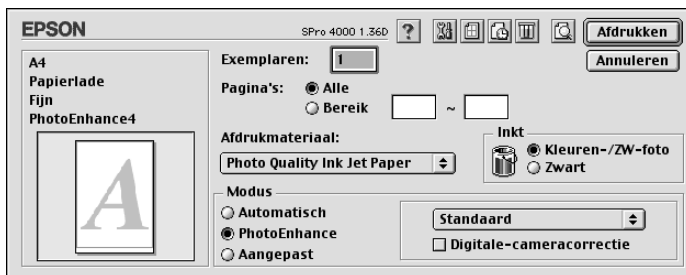 EPSON
SPro 4000 1.36D
?
Afdrukken
Annuleren
A4
Papierlade
Fijn
PhotoEnhance4
A
Exemplaren: 1
Pagina's: Alle
Bereik ~
Afdrukmateriaal:
Photo Quality Ink Jet Paper
Inkt
Kleuren-/ZW-foto
Zwart
Modus
Automatisch
PhotoEnhance
Aangepast
Standaard
Digitale-cameracorrectie